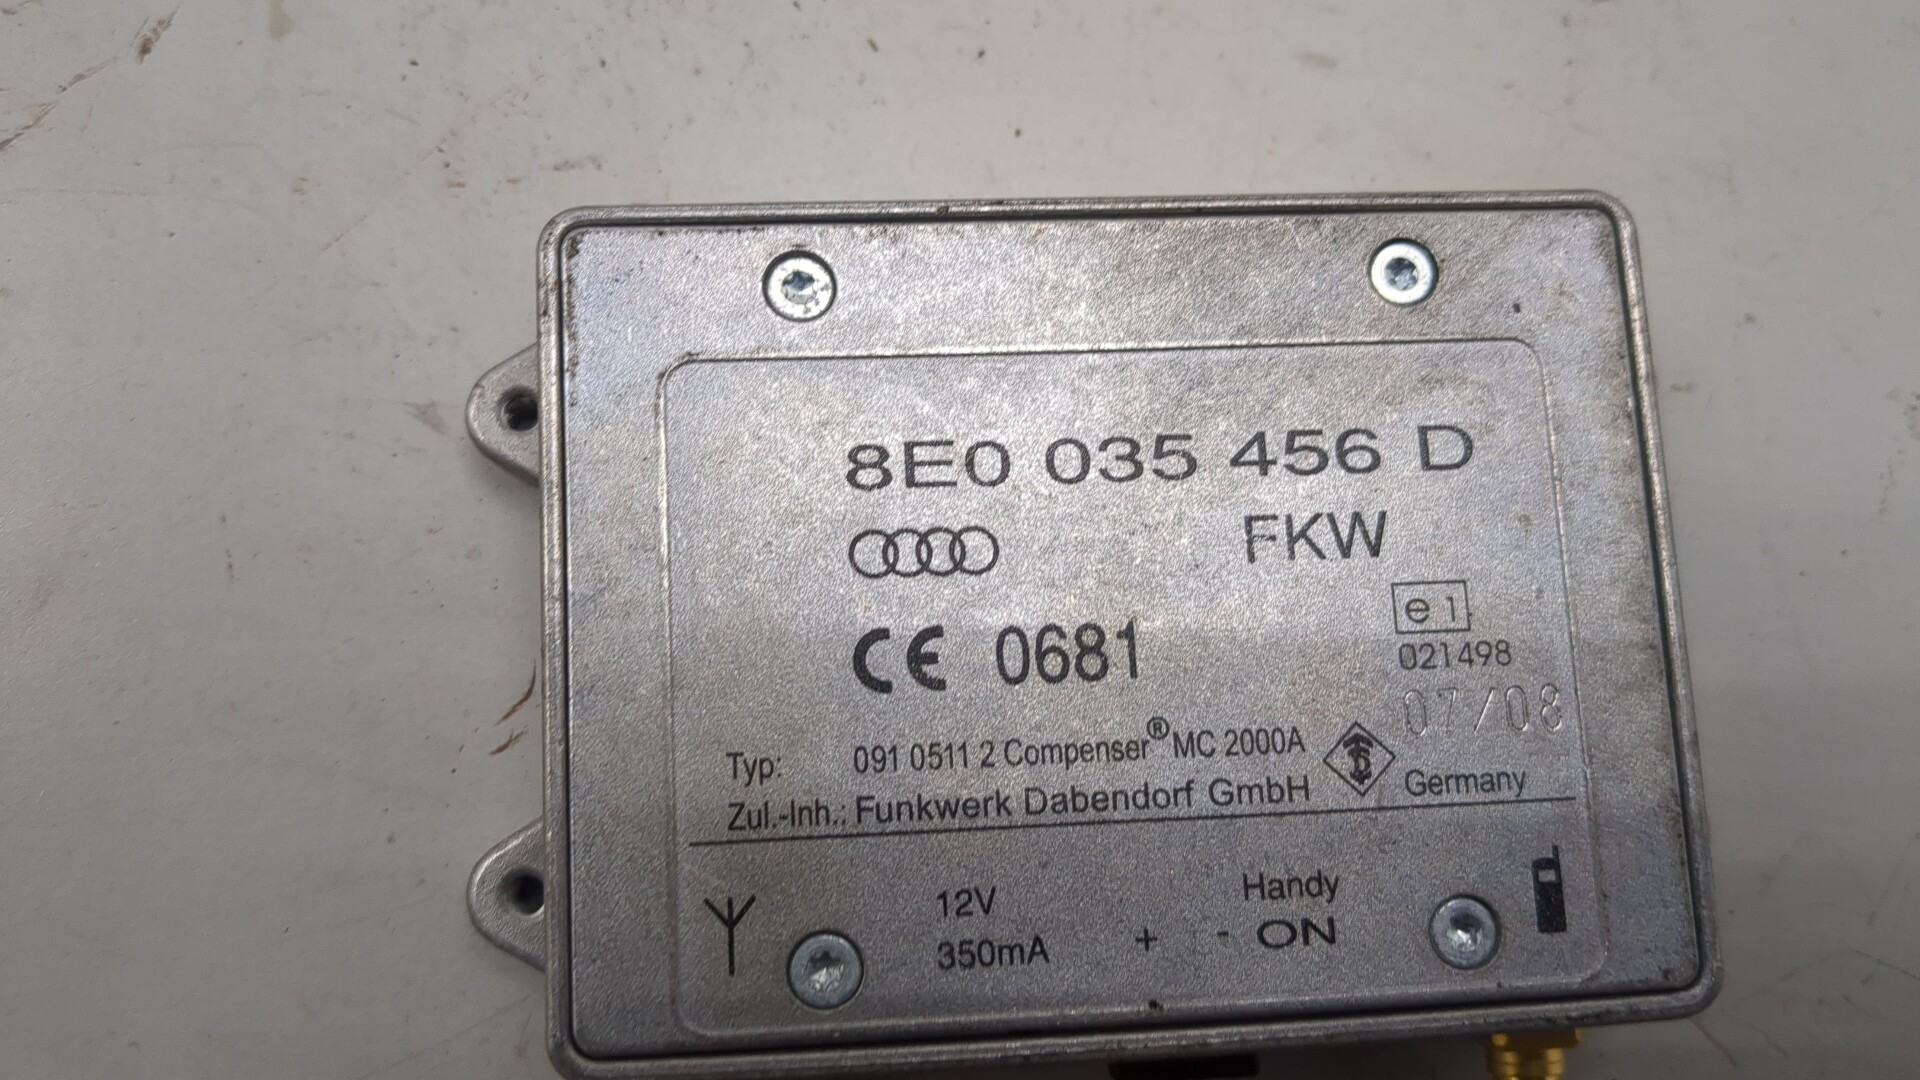 8E0 035 456 D
FKW
CE 0681
e 1
021498
07/08
Typ: 091 0511 2 Compenser® MC 2000A
Zul.-Inh.: Funkwerk Dabendorf GmbH Germany
12V Handy
350mA + - ON